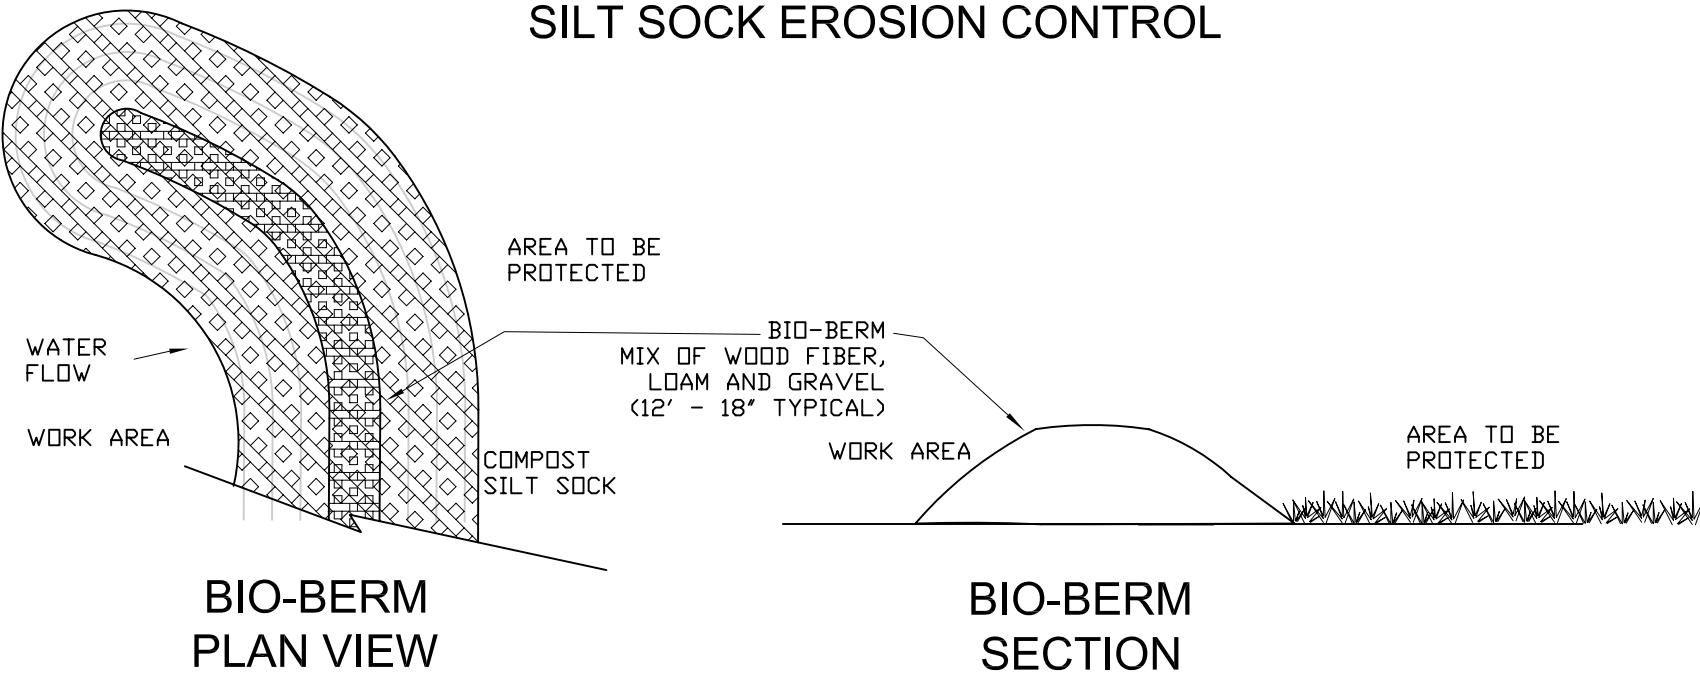 SILT SOCK EROSION CONTROL
AREA TO BE
PROTECTED
WATER
FLOW
WORK AREA
COMPOST
SILT SOCK
BIO-BERM
MIX OF WOOD FIBER,
LOAM AND GRAVEL
(12' - 18" TYPICAL)
WORK AREA
AREA TO BE
PROTECTED
BIO-BERM
PLAN VIEW
BIO-BERM
SECTION